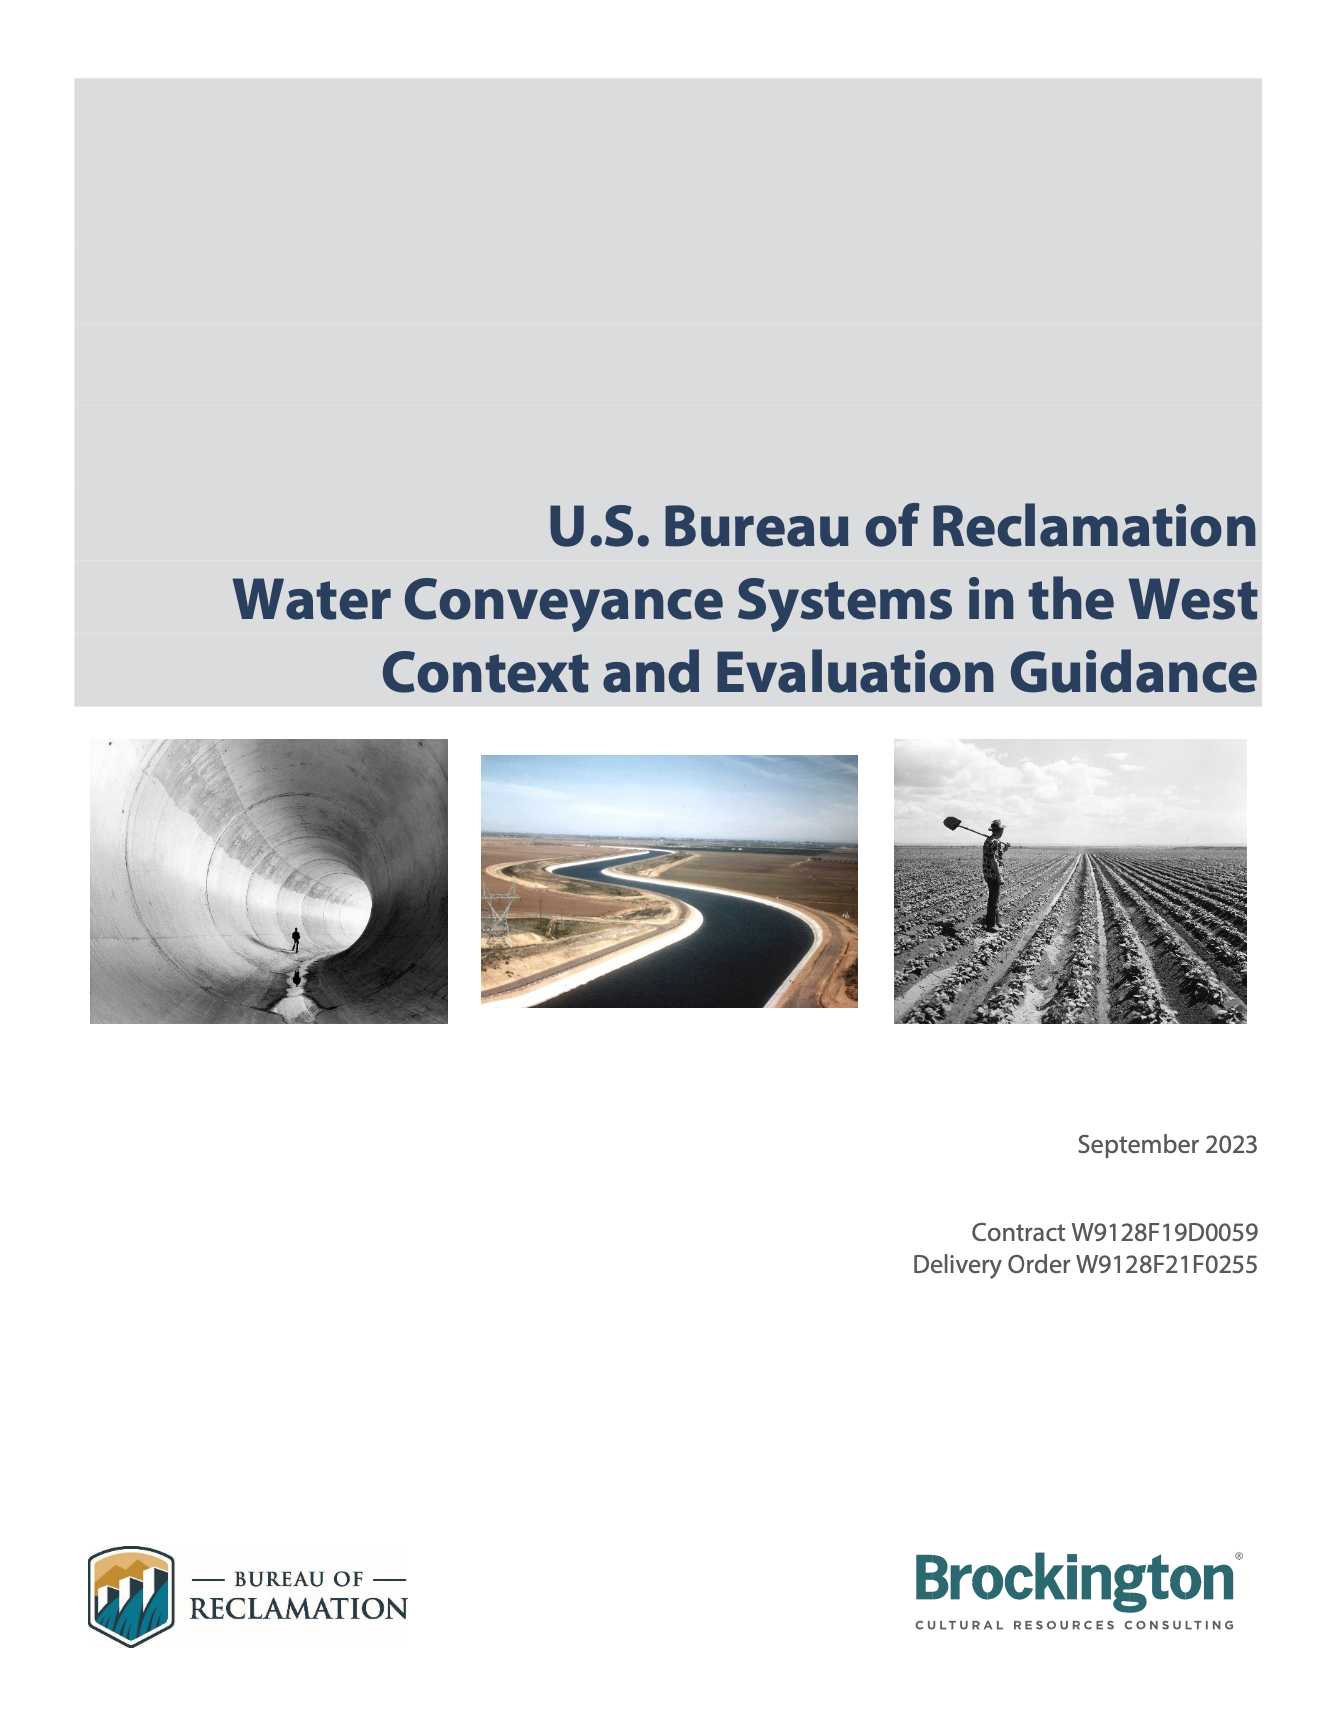 U.S. Bureau of Reclamation
Water Conveyance Systems in the West
Context and Evaluation Guidance
September 2023
Contract W9128F19D0059
Delivery Order W9128F21F0255
BUREAU OF
RECLAMATION
Brockington®
CULTURAL RESOURCES CONSULTING